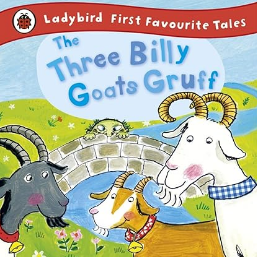 Ladybird First Favourite Tales
The
Three Billy
Goats Gruff